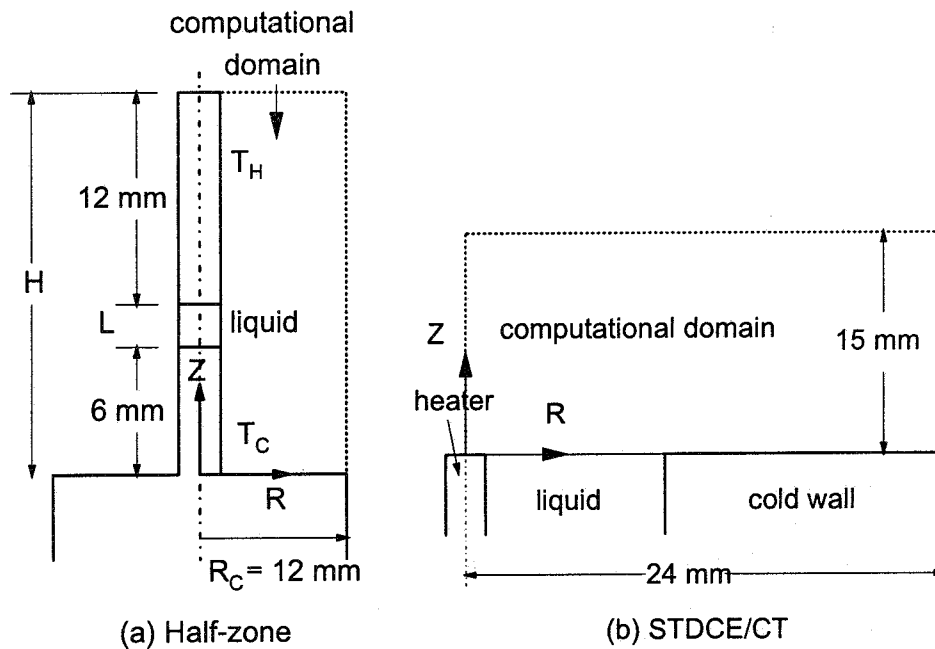 computational
domain
T_H
12 mm
H
L
liquid
Z
6 mm
T_C
R
R_C = 12 mm
(a) Half-zone
computational domain
Z
15 mm
heater
R
liquid
cold wall
24 mm
(b) STDCE/CT